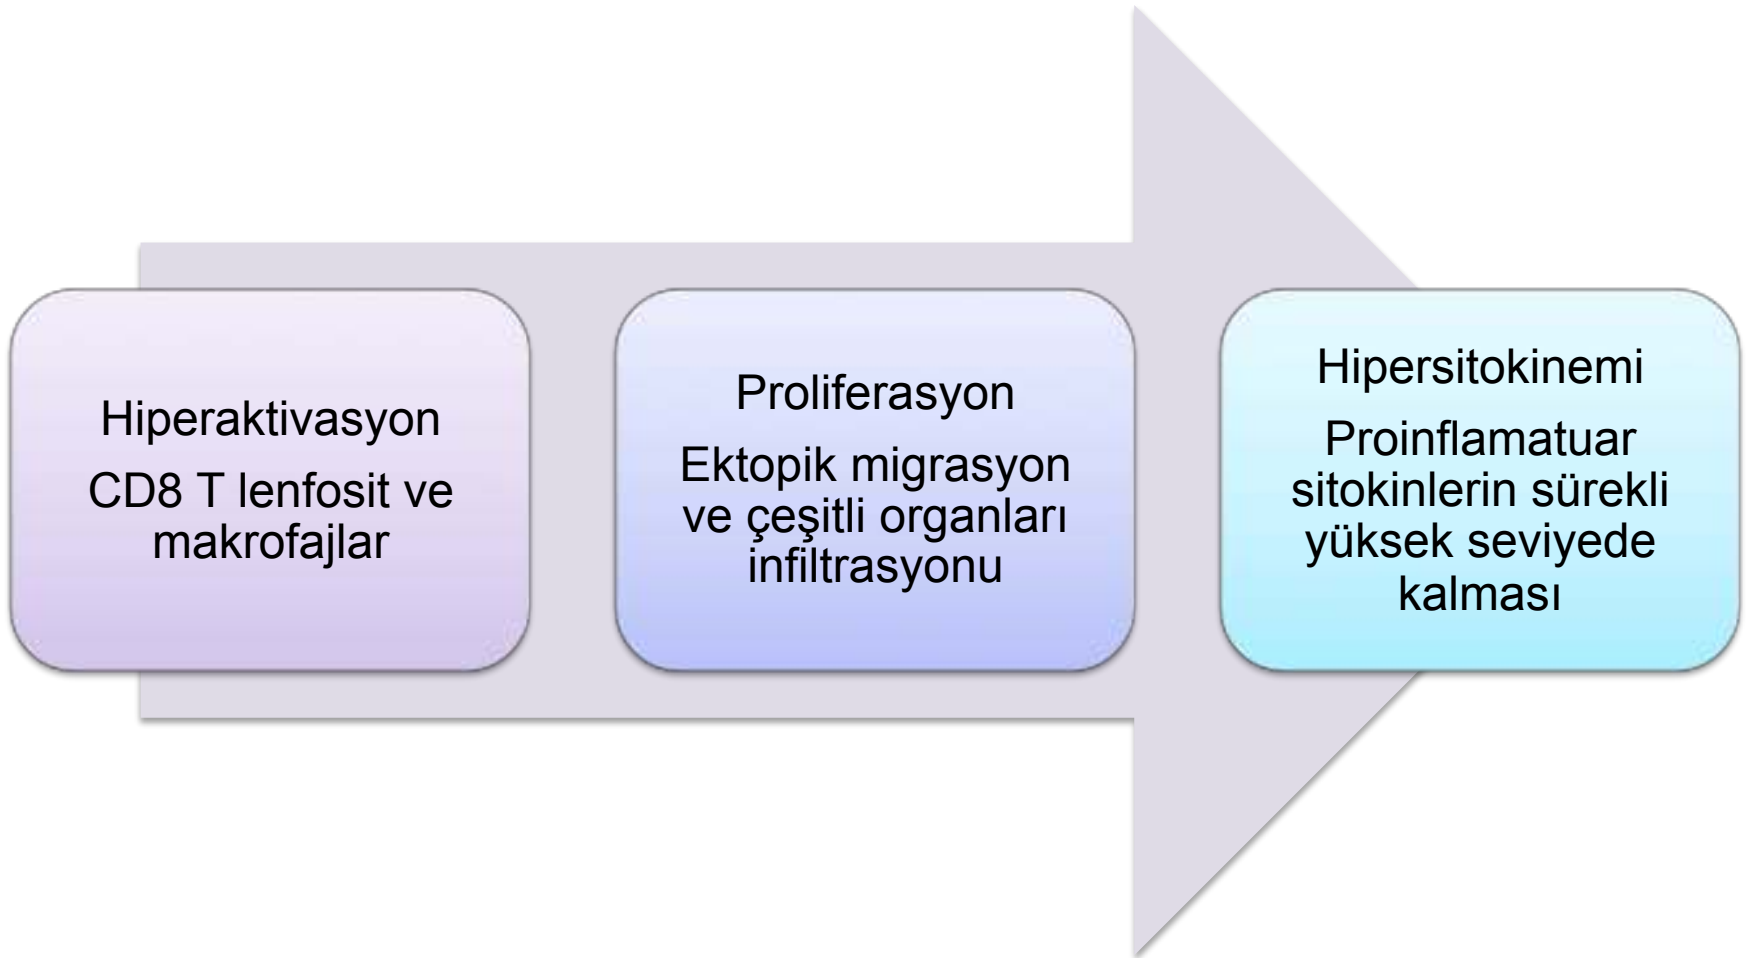 Hiperaktivasyon
CD8 T lenfosit ve
makrofajlar
Proliferasyon
Ektopik migrasyon
ve çeşitli organları
infiltrasyonu
Hipersitokinemi
Proinflamatuar
sitokinlerin sürekli
yüksek seviyede
kalması